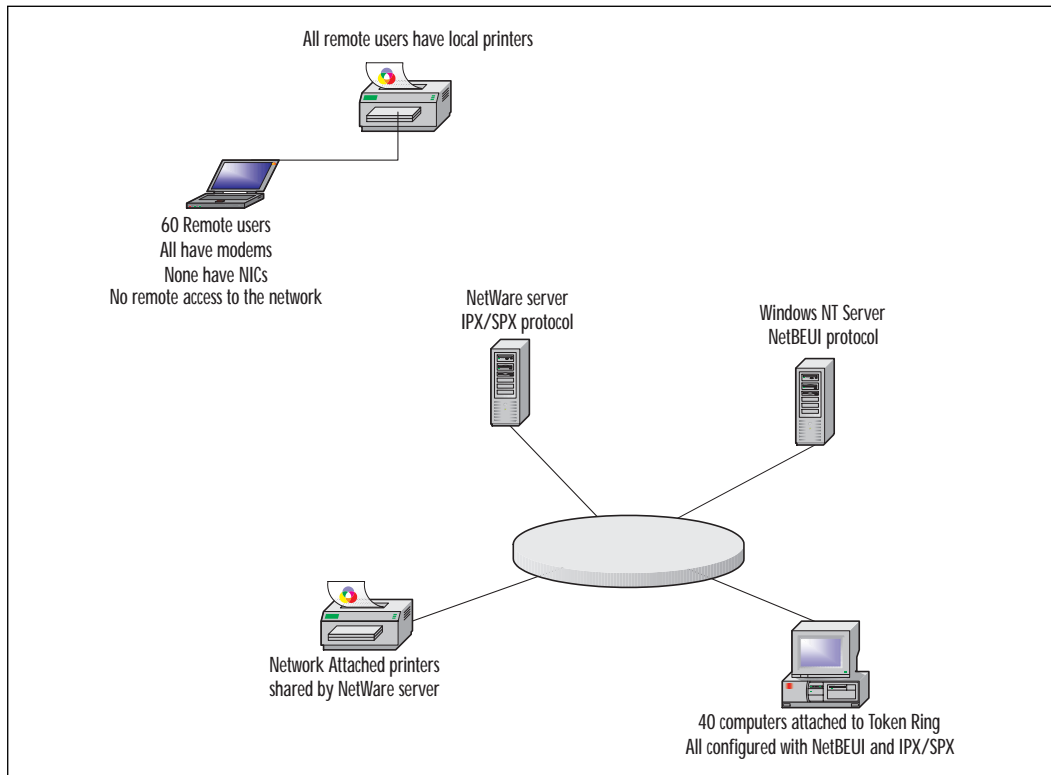 All remote users have local printers
60 Remote users
All have modems
None have NICs
No remote access to the network
NetWare server
IPX/SPX protocol
Windows NT Server
NetBEUI protocol
Network Attached printers
shared by NetWare server
40 computers attached to Token Ring
All configured with NetBEUI and IPX/SPX